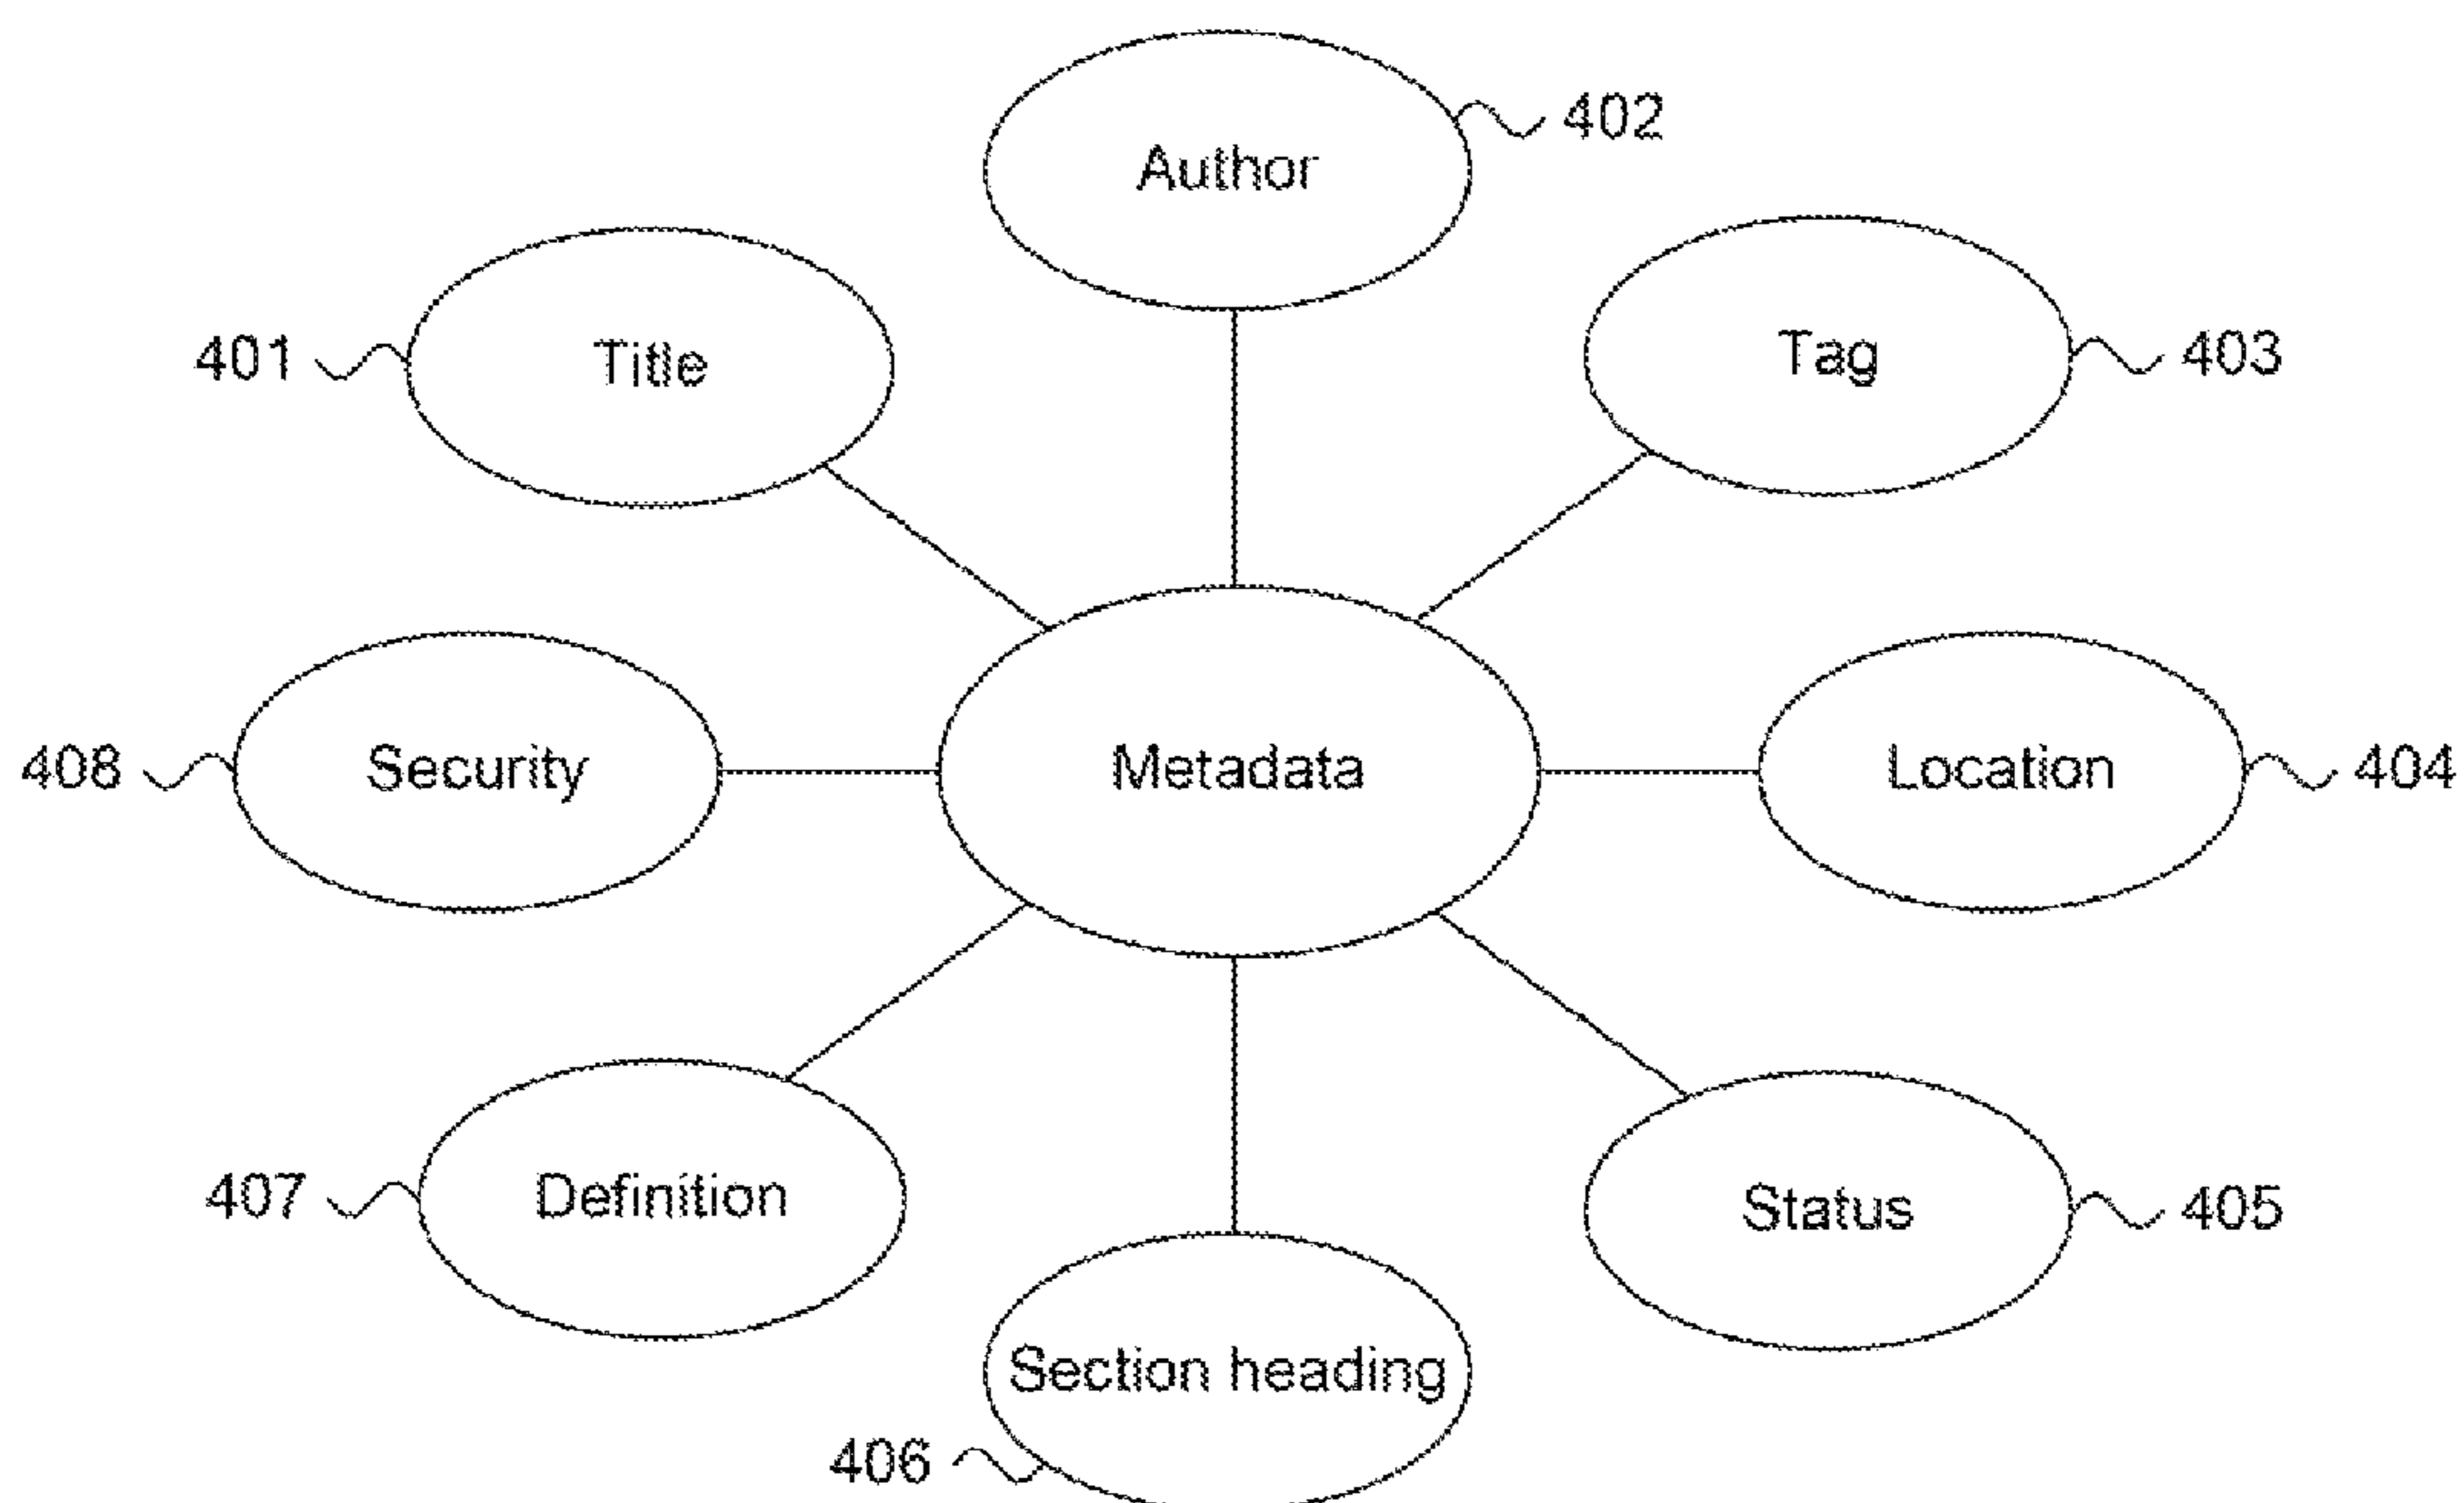 402
Author
Tag
403
401
Title
408
Security
Metadata
Location
404
407
Definition
Status
405
Section heading
406